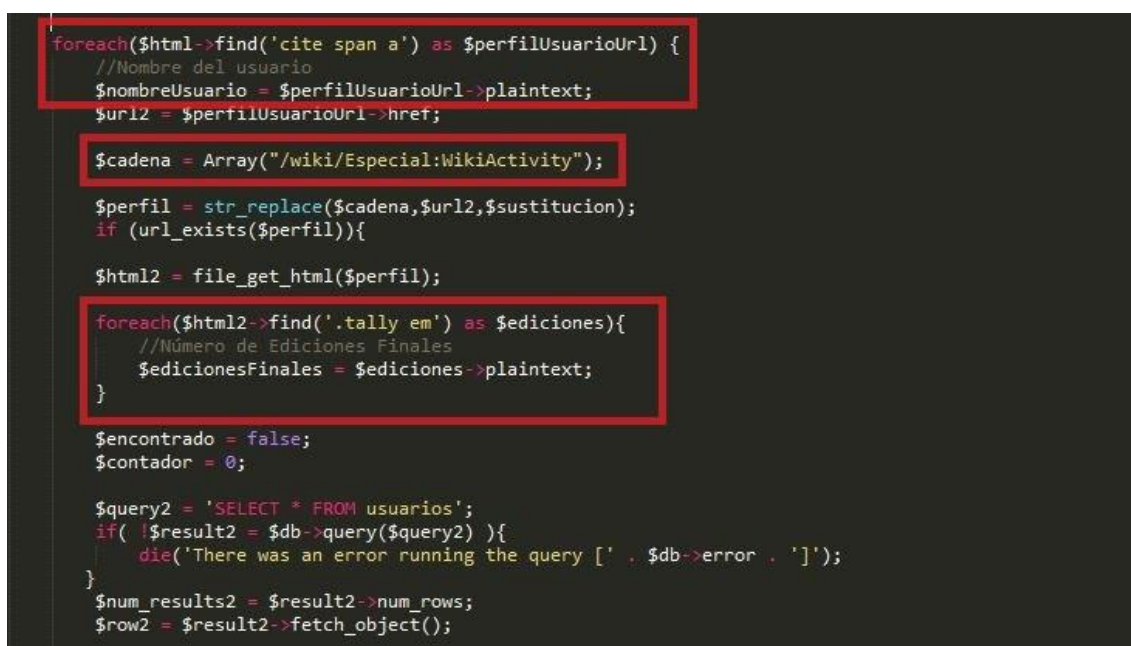 foreach($html->find('cite span a') as $perfilUsuarioUrl) {
//Nombre del usuario
$nombreUsuario = $perfilUsuarioUrl->plaintext;
$url2 = $perfilUsuarioUrl->href;
$cadena = Array("/wiki/Especial:WikiActivity");
$perfil = str_replace($cadena,$url2,$sustitucion);
if (url_exists($perfil)){
$html2 = file_get_html($perfil);
foreach($html2->find('.tally em') as $ediciones){
//Número de Ediciones Finales
$edicionesFinales = $ediciones->plaintext;
}
$encontrado = false;
$contador = 0;
$query2 = 'SELECT * FROM usuarios';
if( !$result2 = $db->query($query2) ){
die('There was an error running the query [' . $db->error . ']');
}
$num_results2 = $result2->num_rows;
$row2 = $result2->fetch_object();